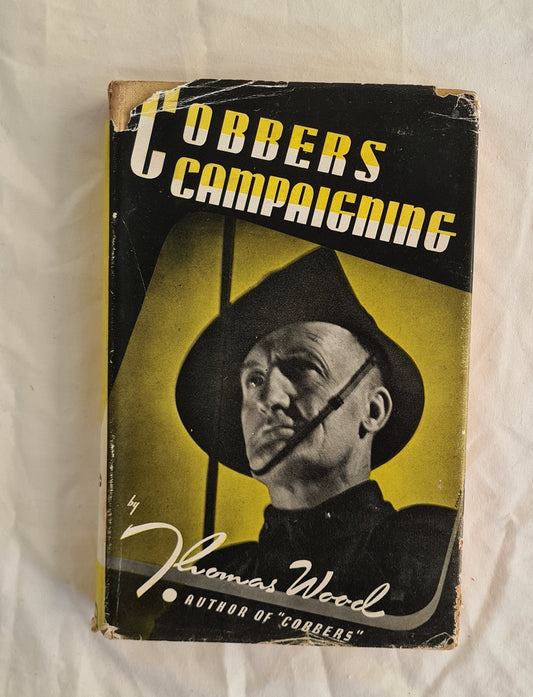 COBBERS
CAMPAIGNING
by
Thomas Wood
AUTHOR OF "COBBERS"